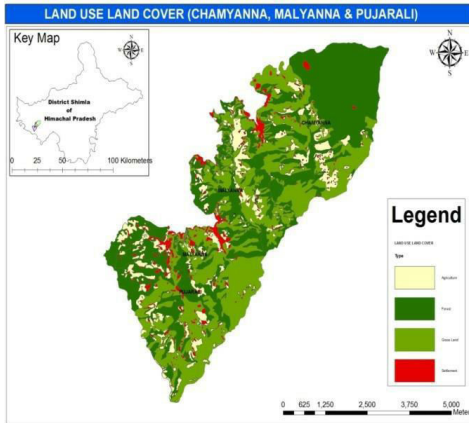 LAND USE LAND COVER (CHAMYANNA, MALYANNA & PUJARALI)
Key Map
N
W E
S
District Shimla
of
Himachal Pradesh
0 25 50 100 Kilometers
N
W E
S
CHAMYANNA
Legend
LAND USE LAND COVER
Type
Agriculture
Forest
Grass Land
Settlement
0 625 1,250 2,500 3,750 5,000
Meter